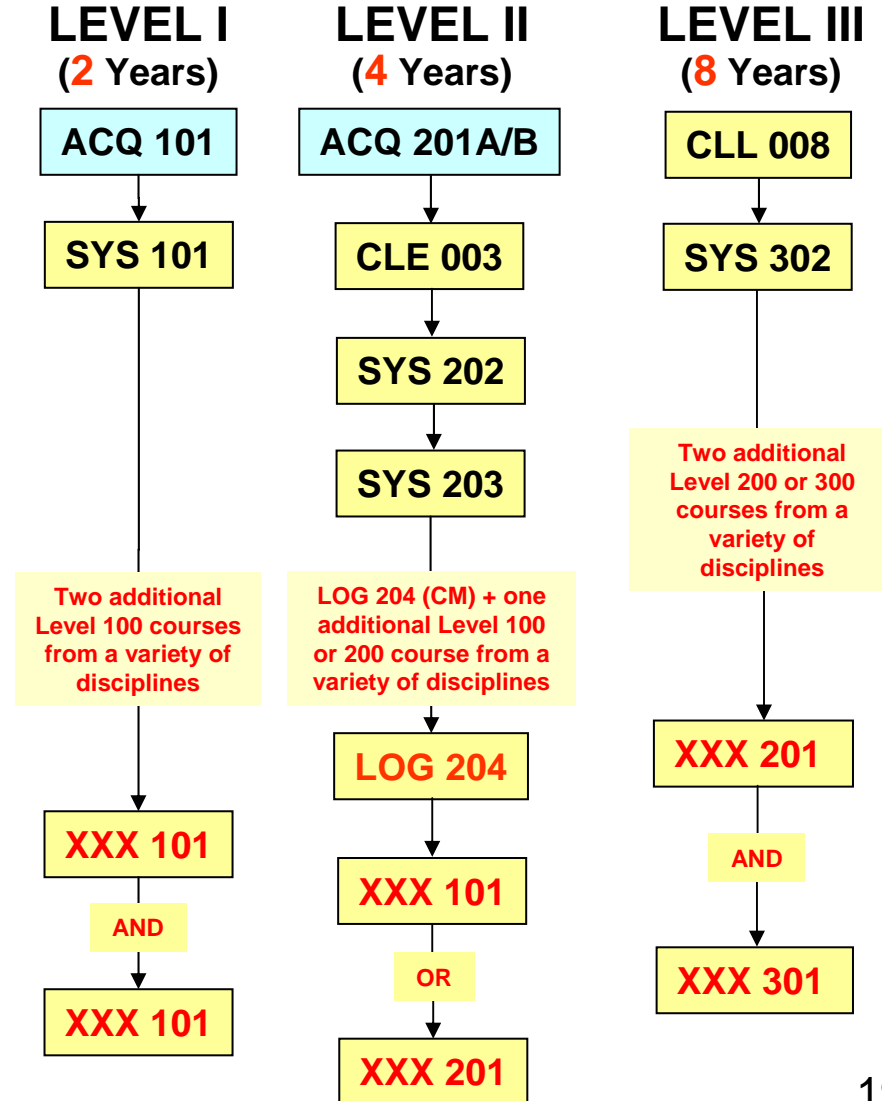 LEVEL I
(2 Years)
ACQ 101
SYS 101
Two additional
Level 100 courses
from a variety of
disciplines
XXX 101
AND
XXX 101
LEVEL II
(4 Years)
ACQ 201A/B
CLE 003
SYS 202
SYS 203
LOG 204 (CM) + one
additional Level 100
or 200 course from a
variety of disciplines
LOG 204
XXX 101
OR
XXX 201
LEVEL III
(8 Years)
CLL 008
SYS 302
Two additional
Level 200 or 300
courses from a
variety of
disciplines
XXX 201
AND
XXX 301